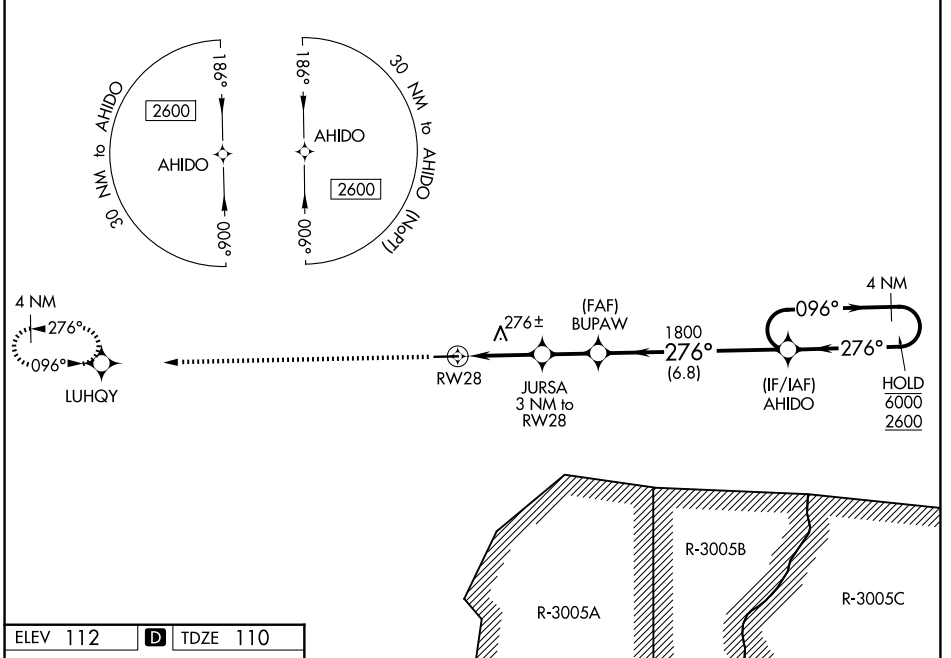 30 NM to AHIDO
186°
2600
AHIDO
006°
186°
30 NM to AHIDO (NoPT)
AHIDO
2600
006°
4 NM
276°
096°
LUHQY
276±
RW28
JURSA
3 NM to
RW28
(FAF)
BUPAW
1800
276°
(6.8)
4 NM
096°
276°
(IF/IAF)
AHIDO
HOLD
6000
2600
R-3005A
R-3005B
R-3005C
ELEV 112 D TDZE 110